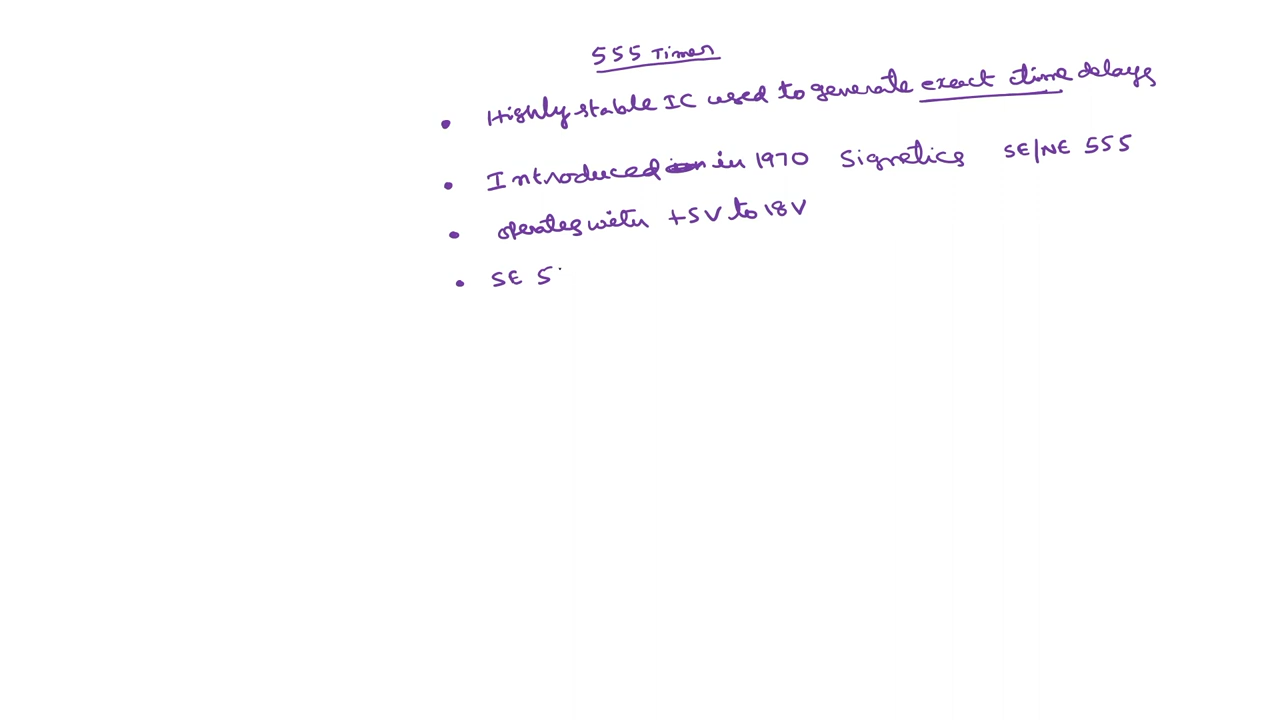 555 Timer
• Highly stable IC used to generate exact time delays
• Introduced in 1970 Signetics SE/NE 555
• operates with +5V to 18V
• SE 5